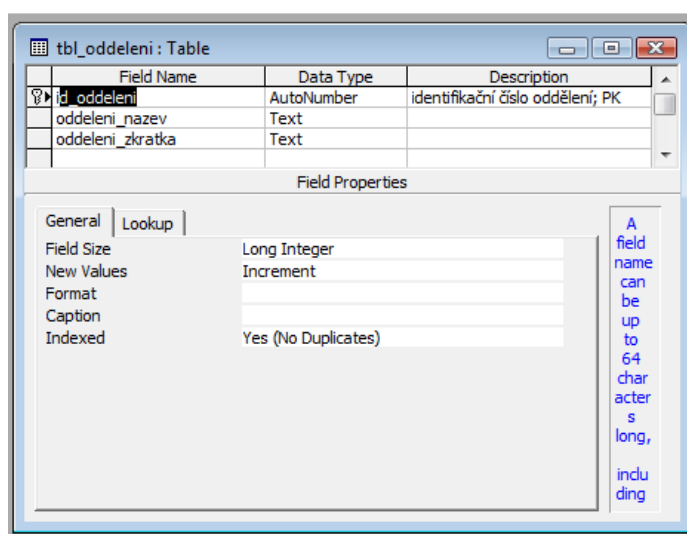 tbl_oddeleni : Table
Field Name Data Type Description
id_oddeleni AutoNumber identifikační číslo oddělení; PK
oddeleni_nazev Text
oddeleni_zkratka Text
Field Properties
General Lookup
Field Size Long Integer
New Values Increment
Format
Caption
Indexed Yes (No Duplicates)
A
field
name
can
be
up
to
64
char
acter
s
long,
inclu
ding